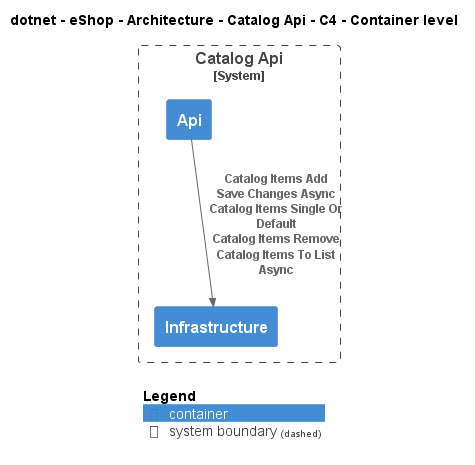 dotnet - eShop - Architecture - Catalog Api - C4 - Container level
Catalog Api
[System]
Api
Catalog Items Add
Save Changes Async
Catalog Items Single Or
Default
Catalog Items Remove
Catalog Items To List
Async
Infrastructure
Legend
container
system boundary (dashed)